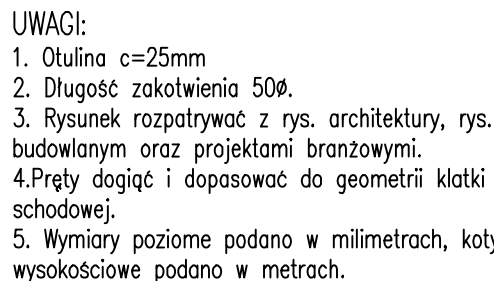 UWAGI:
1. Otulina c=25mm
2. Długość zakotwienia 50ø.
3. Rysunek rozpatrywać z rys. architektury, rys.
budowlanym oraz projektami branżowymi.
4.Pręty dogiąć i dopasować do geometrii klatki
schodowej.
5. Wymiary poziome podano w milimetrach, koty
wysokościowe podano w metrach.